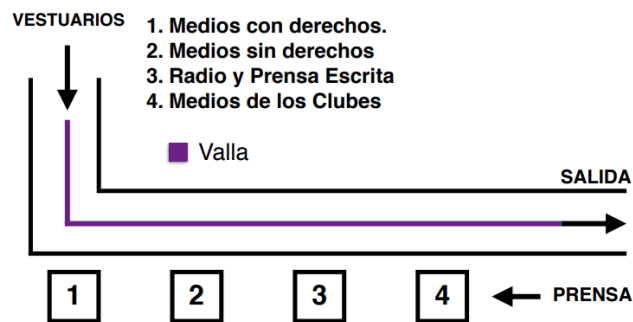 VESTUARIOS
1. Medios con derechos.
2. Medios sin derechos
3. Radio y Prensa Escrita
4. Medios de los Clubes
Valla
SALIDA
1 2 3 4
PRENSA